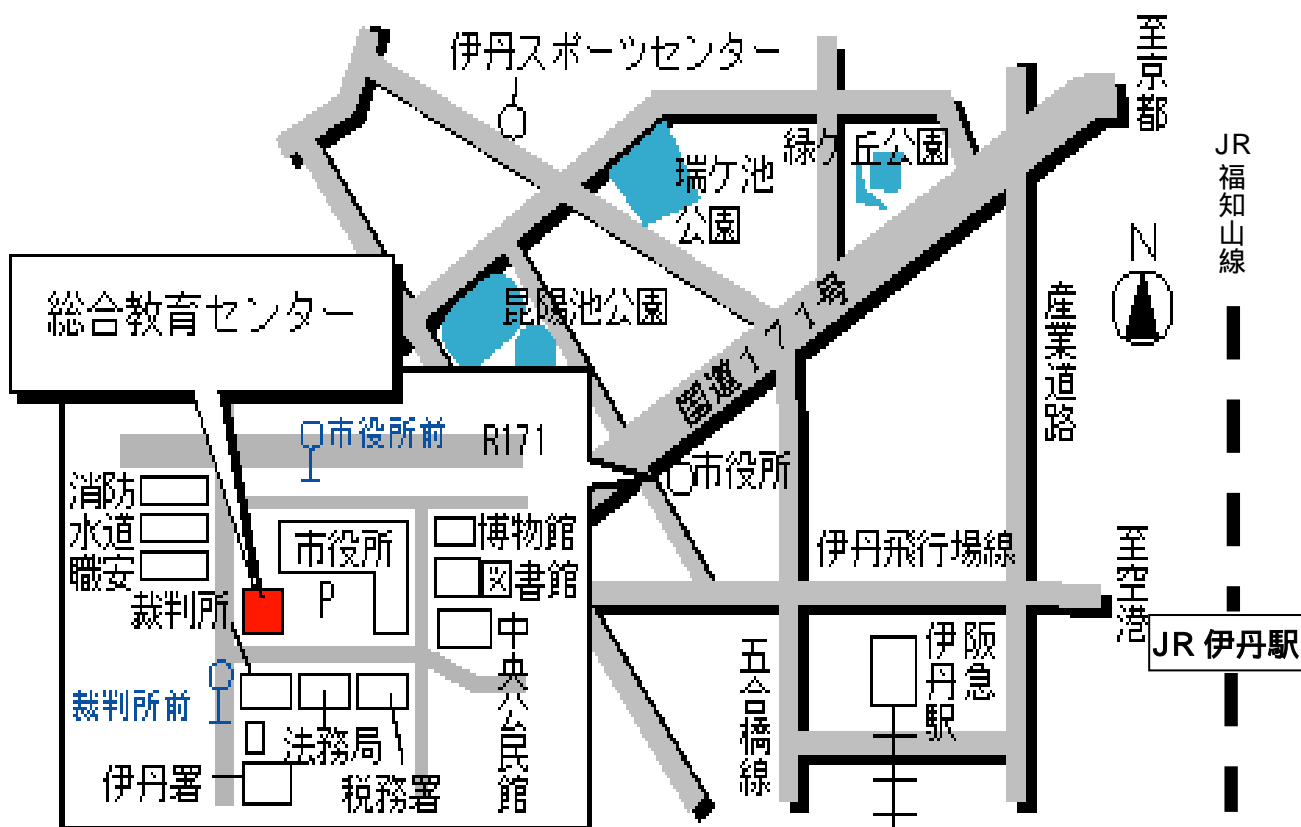 伊丹スポーツセンター
至京都
緑ケ丘公園
瑞ケ池
公園
JR
福知山線
N
総合教育センター
昆陽池公園
国道171号
産業道路
市役所前
R171
市役所
消防
水道
職安
裁判所
市役所
P
博物館
図書館
中央公民館
伊丹飛行場線
至空港
JR 伊丹駅
阪急
伊丹駅
五合橋線
裁判所前
法務局
伊丹署
税務署